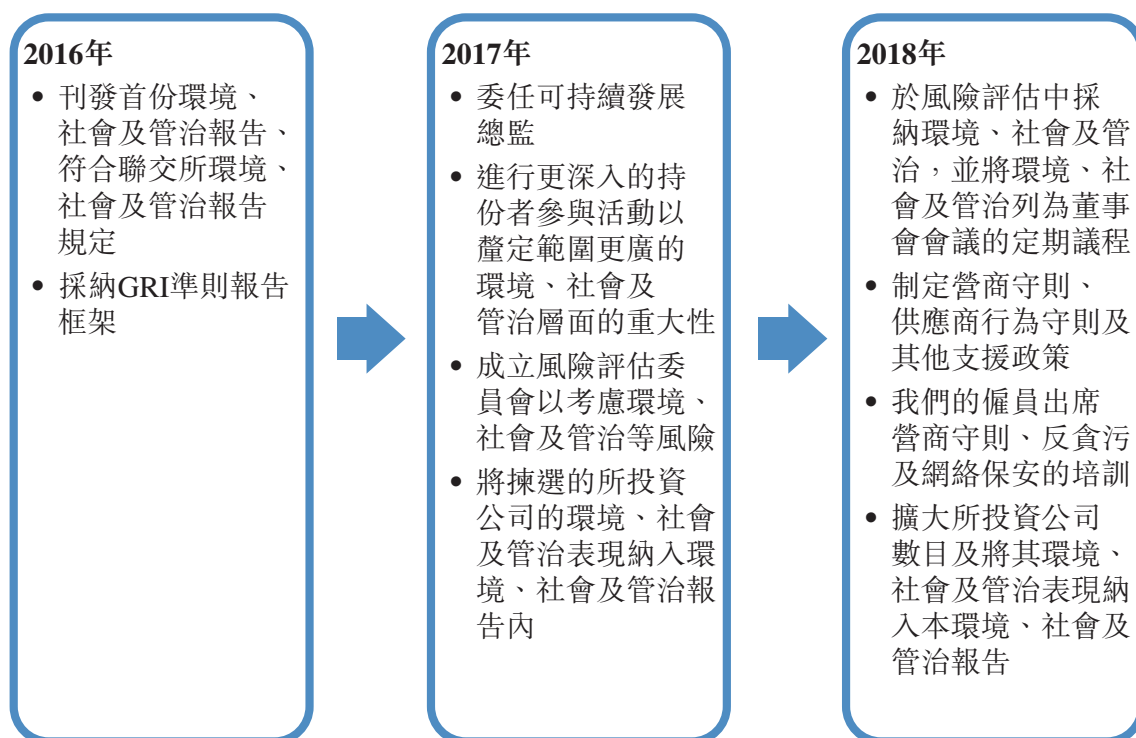 2016年
• 刊發首份環境、
社會及管治報告、
符合聯交所環境、
社會及管治報告
規定
• 採納GRI準則報告
框架
2017年
• 委任可持續發展
總監
• 進行更深入的持
份者參與活動以
釐定範圍更廣的
環境、社會及
管治層面的重大性
• 成立風險評估委
員會以考慮環境、
社會及管治等風險
• 將揀選的所投資
公司的環境、社會
及管治表現納入環
境、社會及管治報
告內
2018年
• 於風險評估中採
納環境、社會及管
治，並將環境、社
會及管治列為董事
會會議的定期議程
• 制定營商守則、
供應商行為守則及
其他支援政策
• 我們的僱員出席
營商守則、反貪污
及網絡保安的培訓
• 擴大所投資公司
數目及將其環境、
社會及管治表現納
入本環境、社會及
管治報告